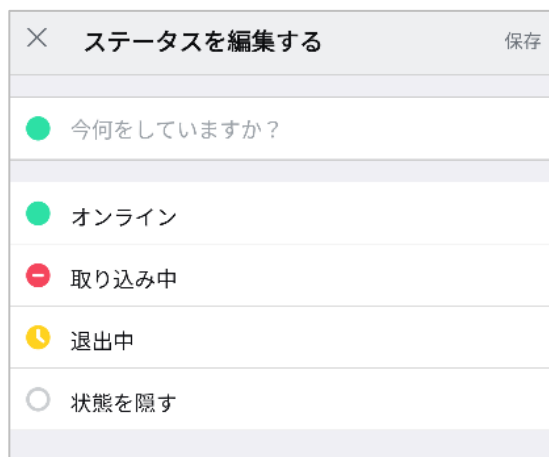 ステータスを編集する 保存
今何をしていますか？
オンライン
取り込み中
退出中
状態を隠す